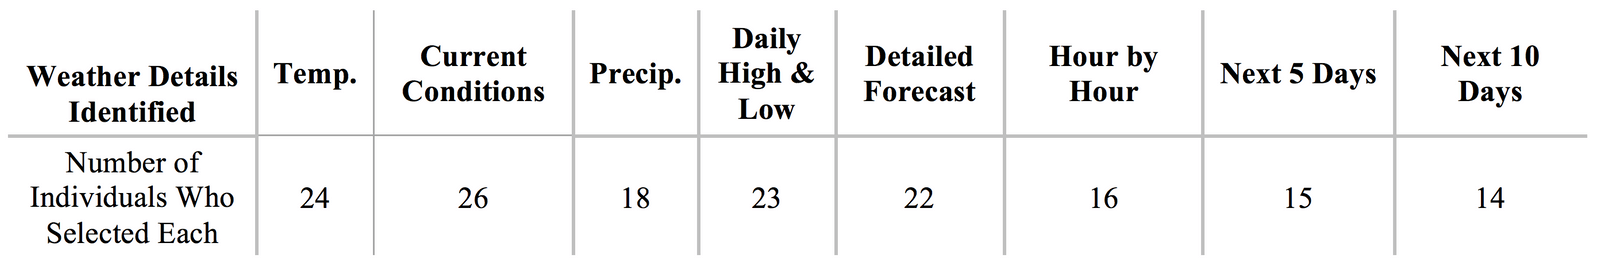 Weather Details
Identified
Temp.
Current
Conditions
Precip.
Daily
High &
Low
Detailed
Forecast
Hour by
Hour
Next 5 Days
Next 10
Days
Number of
Individuals Who
Selected Each
24
26
18
23
22
16
15
14